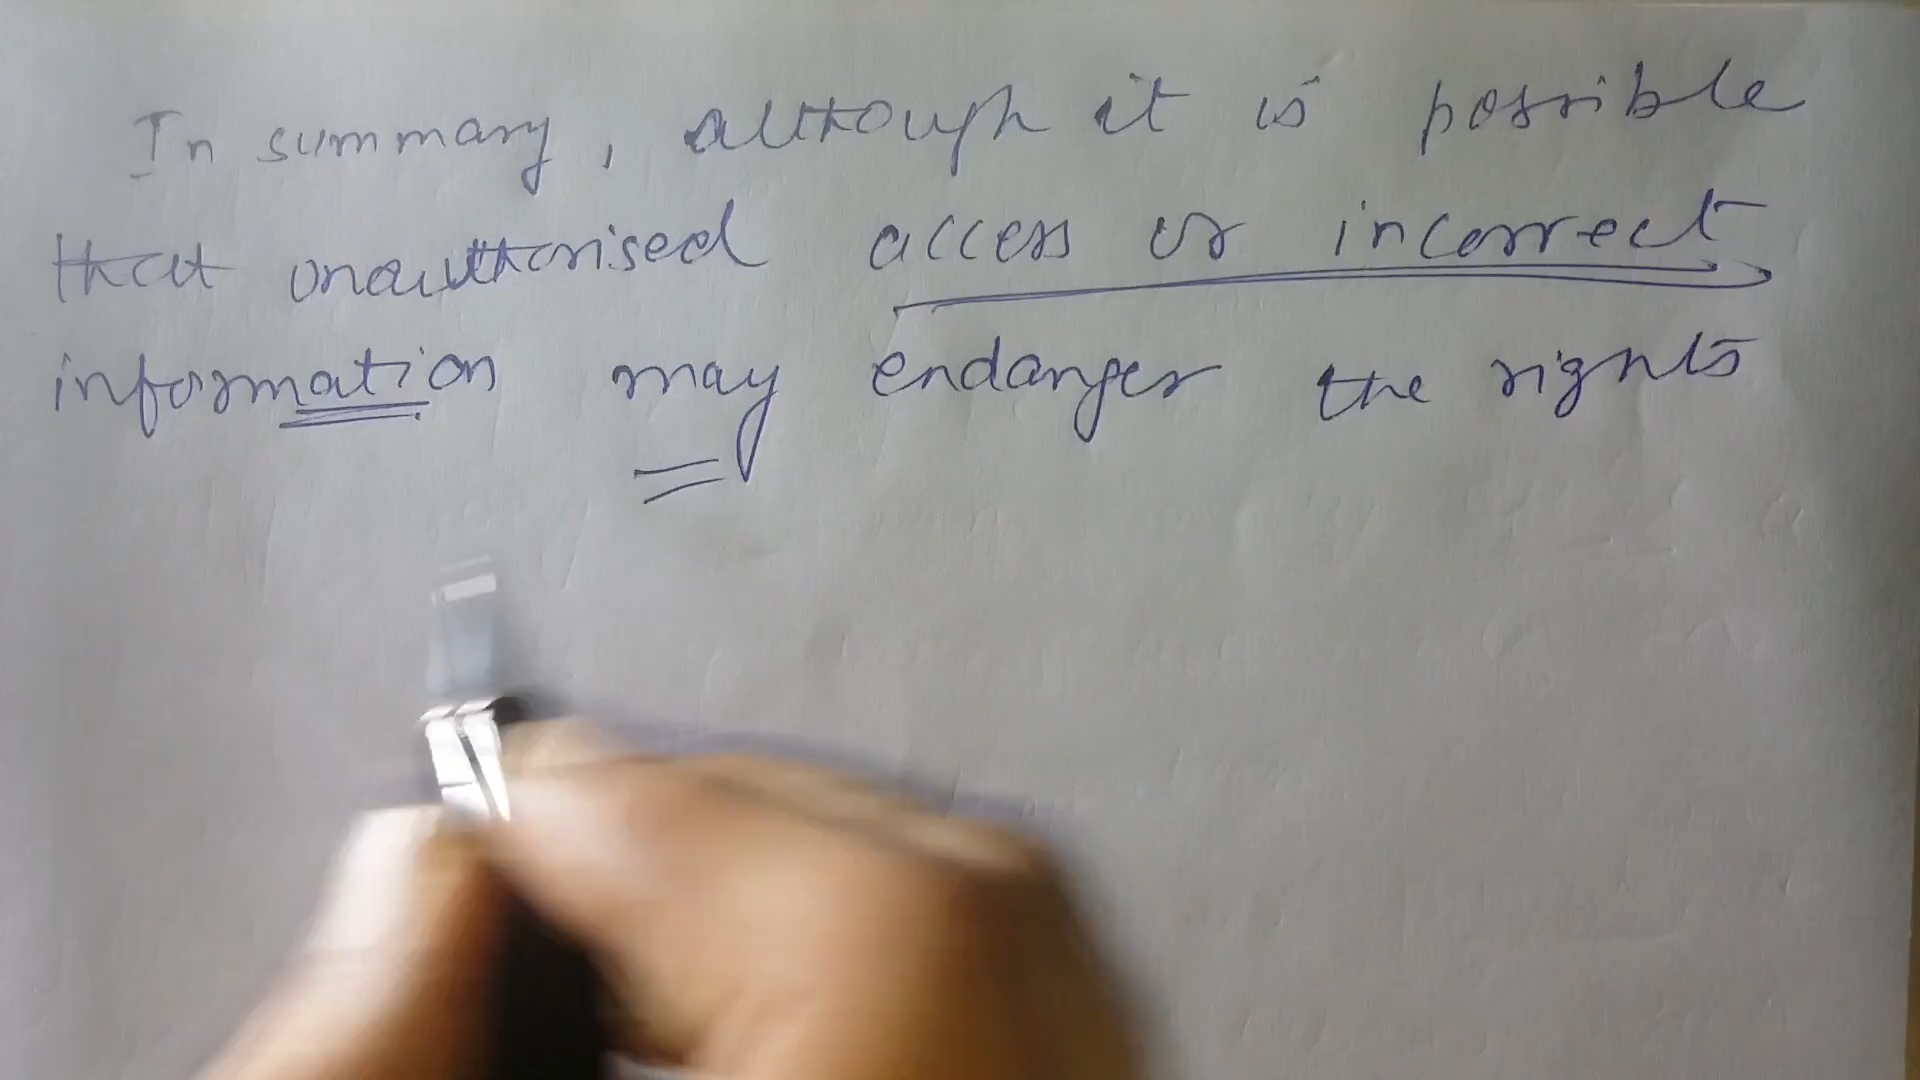 In summary, although it is possible
that unauthorised access or incorrect
information may endanger the rights